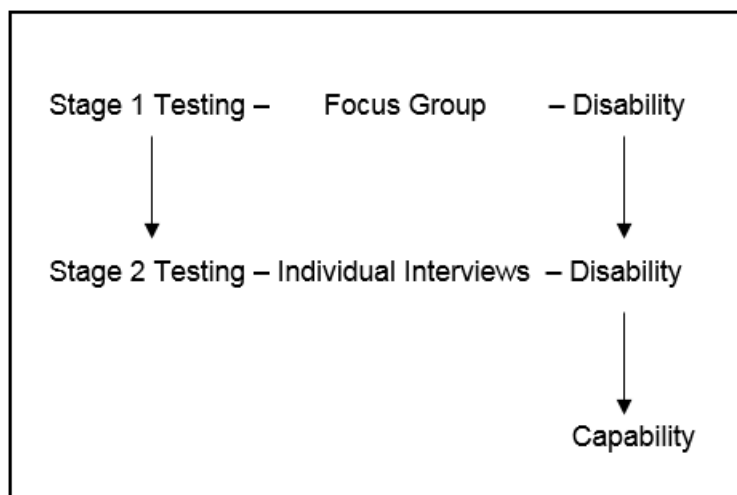 Stage 1 Testing – Focus Group – Disability
Stage 2 Testing – Individual Interviews – Disability
Capability